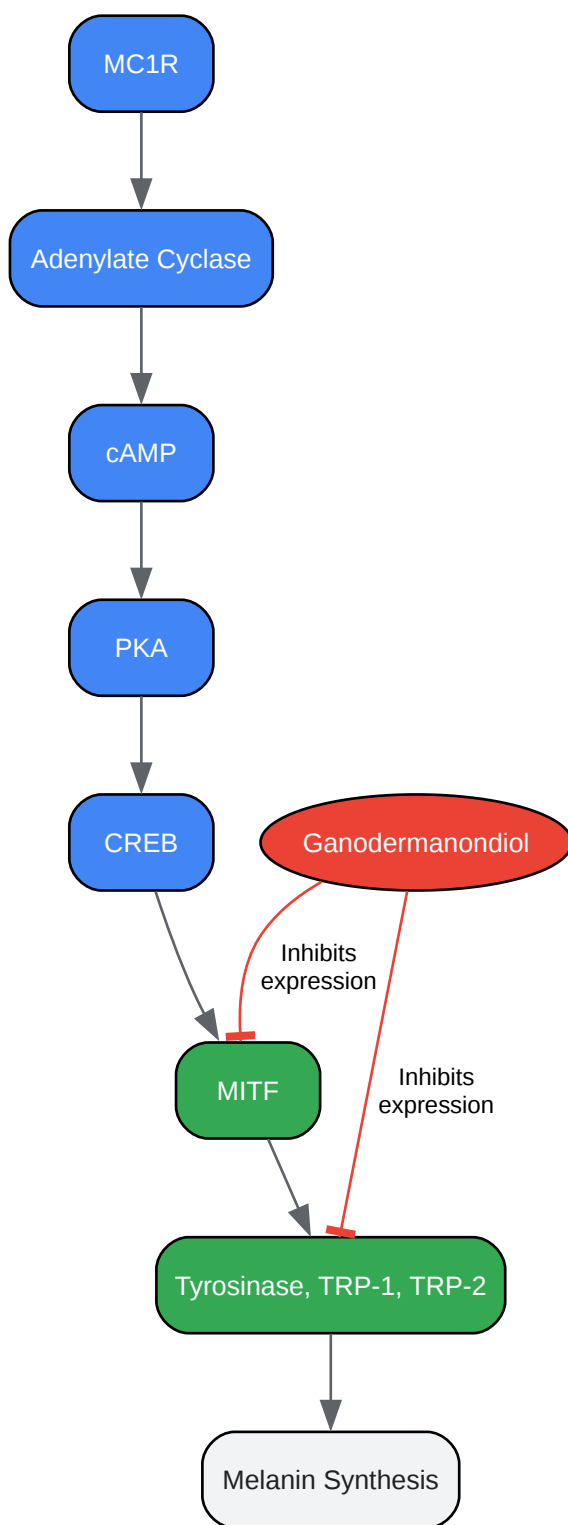 MC1R
Adenylate Cyclase
cAMP
PKA
CREB
Ganodermanondiol
Inhibits
expression
MITF
Inhibits
expression
Tyrosinase, TRP-1, TRP-2
Melanin Synthesis